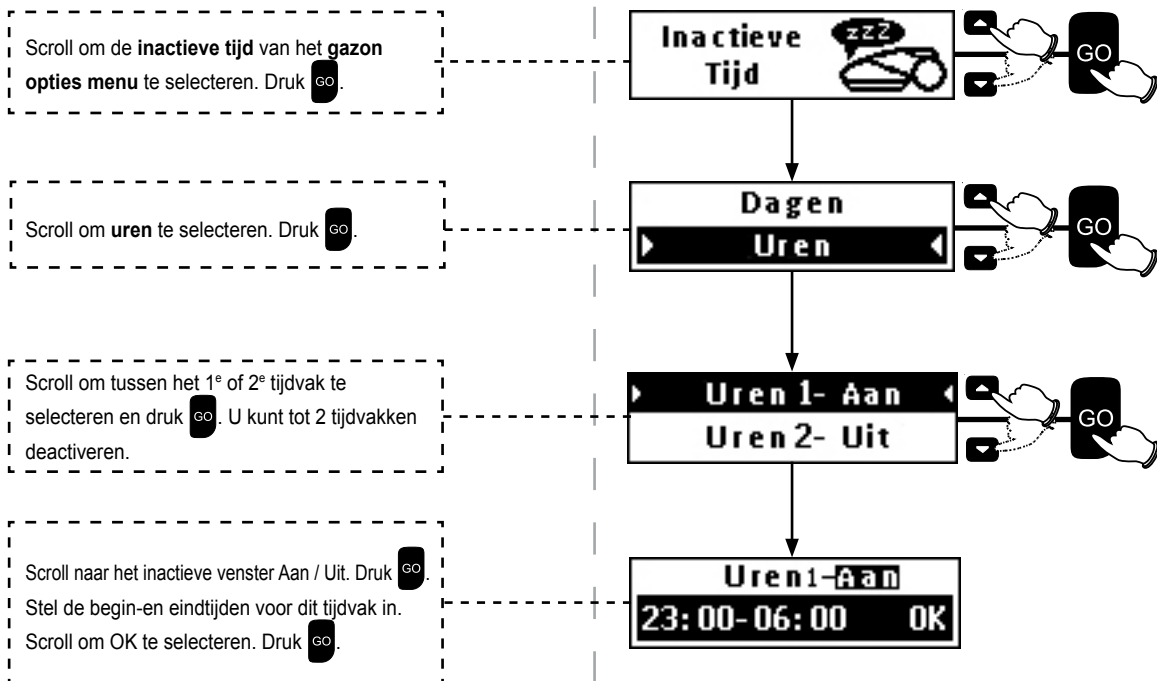 Scroll om de inactieve tijd van het gazon
opties menu te selecteren. Druk GO.
Inactieve
Tijd
zzz
GO
Scroll om uren te selecteren. Druk GO.
Dagen
Uren
GO
Scroll om tussen het 1e of 2e tijdvak te
selecteren en druk GO. U kunt tot 2 tijdvakken
deactiveren.
Uren 1- Aan
Uren 2- Uit
GO
Scroll naar het inactieve venster Aan / Uit. Druk GO.
Stel de begin-en eindtijden voor dit tijdvak in.
Scroll om OK te selecteren. Druk GO.
Uren1-Aan
23:00-06:00 OK